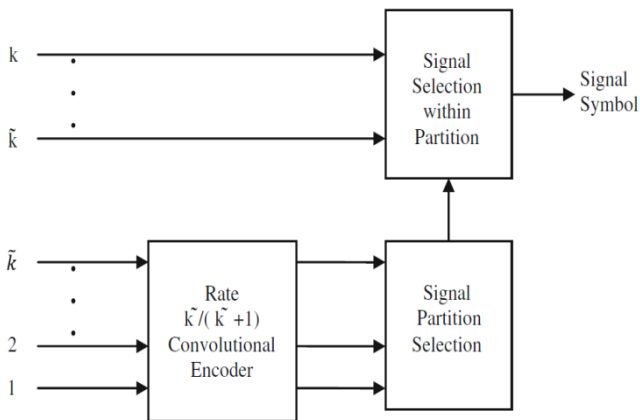 k
k̃
Signal
Selection
within
Partition
Signal
Symbol
k̃
2
1
Rate
k̃/( k̃ +1)
Convolutional
Encoder
Signal
Partition
Selection